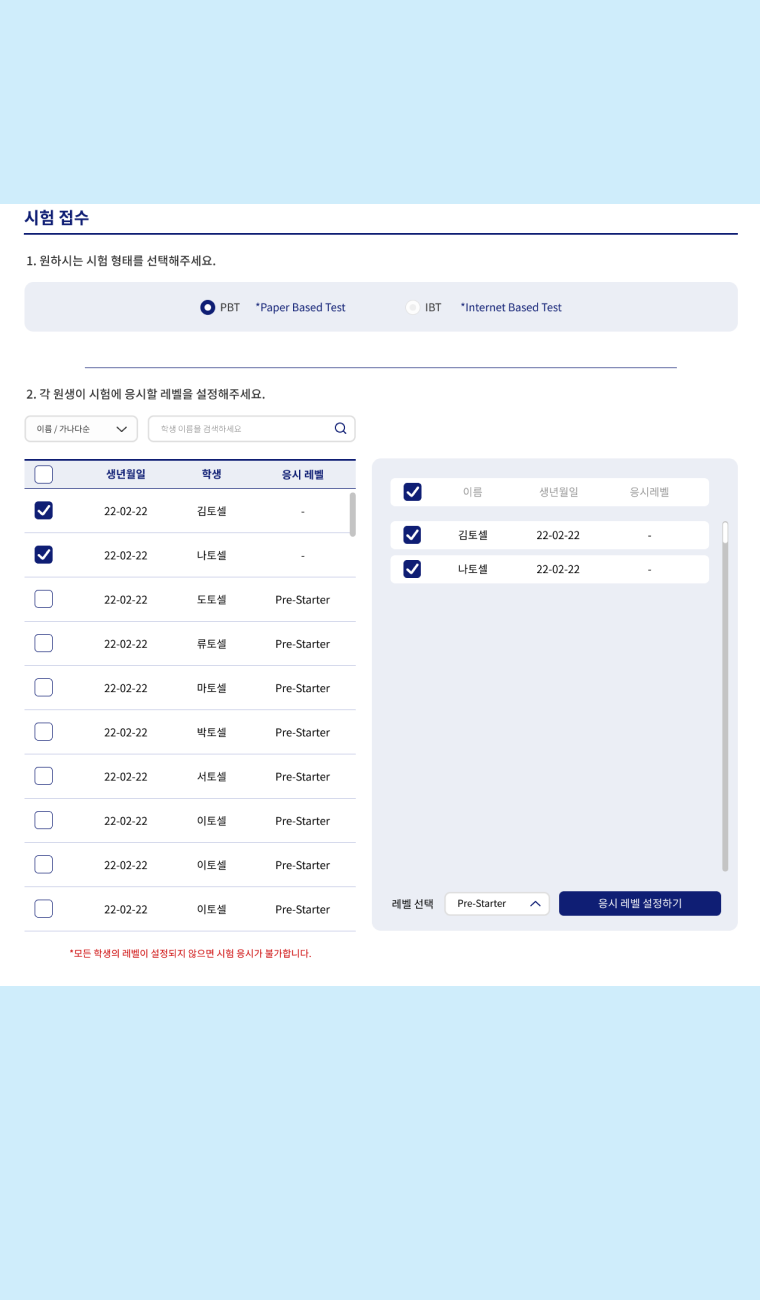 시험 접수
1. 원하시는 시험 형태를 선택해주세요.
PBT *Paper Based Test IBT *Internet Based Test
2. 각 원생이 시험에 응시할 레벨을 설정해주세요.
이름 / 가나다순 학생 이름을 검색하세요
생년월일 학생 응시 레벨
22-02-22 김토셀 -
22-02-22 나토셀 -
22-02-22 도토셀 Pre-Starter
22-02-22 류토셀 Pre-Starter
22-02-22 마토셀 Pre-Starter
22-02-22 박토셀 Pre-Starter
22-02-22 서토셀 Pre-Starter
22-02-22 이토셀 Pre-Starter
22-02-22 이토셀 Pre-Starter
22-02-22 이토셀 Pre-Starter
*모든 학생의 레벨이 설정되지 않으면 시험 응시가 불가합니다.
이름 생년월일 응시레벨
김토셀 22-02-22 -
나토셀 22-02-22 -
레벨 선택 Pre-Starter 응시 레벨 설정하기